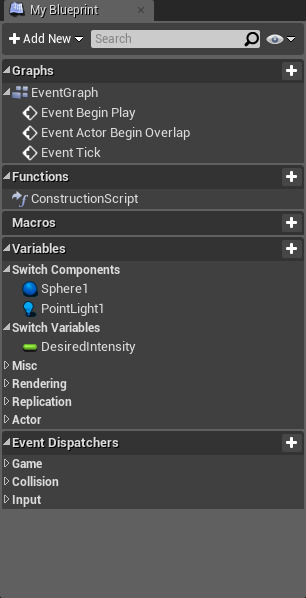 My Blueprint
Add New Search
Graphs
EventGraph
Event Begin Play
Event Actor Begin Overlap
Event Tick
Functions
ConstructionScript
Macros
Variables
Switch Components
Sphere1
PointLight1
Switch Variables
DesiredIntensity
Misc
Rendering
Replication
Actor
Event Dispatchers
Game
Collision
Input